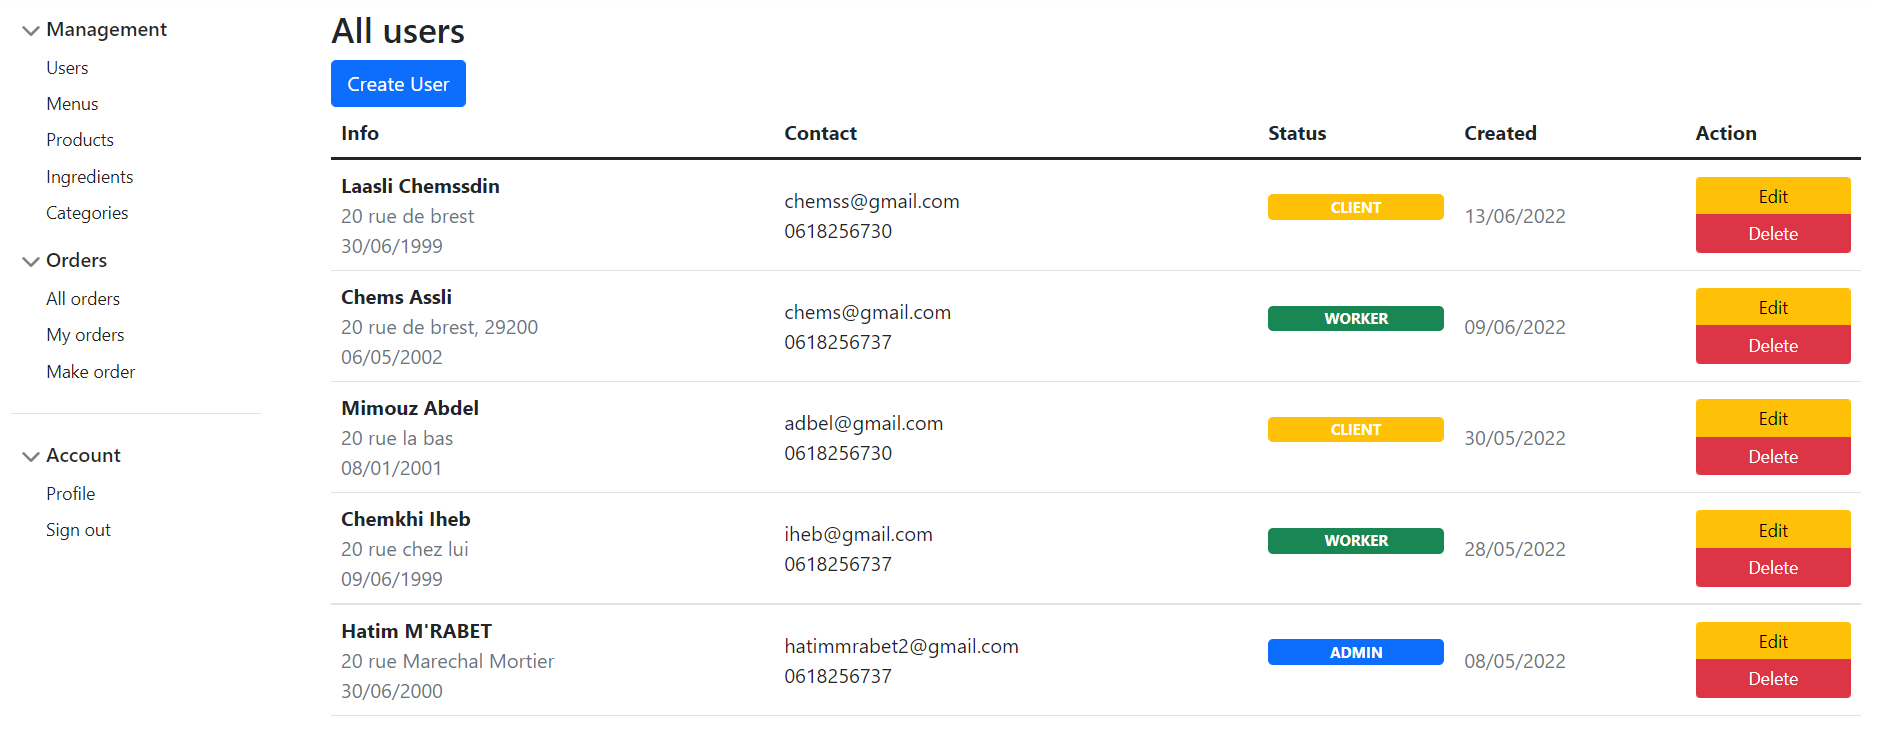 Management
Users
Menus
Products
Ingredients
Categories
Orders
All orders
My orders
Make order
Account
Profile
Sign out
All users
Create User
Info Contact Status Created Action
Laasli Chemssdin
20 rue de brest
30/06/1999
chemss@gmail.com
0618256730
CLIENT
13/06/2022
Edit
Delete
Chems Assli
20 rue de brest, 29200
06/05/2002
chems@gmail.com
0618256737
WORKER
09/06/2022
Edit
Delete
Mimouz Abdel
20 rue la bas
08/01/2001
adbel@gmail.com
0618256730
CLIENT
30/05/2022
Edit
Delete
Chemkhi Iheb
20 rue chez lui
09/06/1999
iheb@gmail.com
0618256737
WORKER
28/05/2022
Edit
Delete
Hatim M'RABET
20 rue Marechal Mortier
30/06/2000
hatimmrabet2@gmail.com
0618256737
ADMIN
08/05/2022
Edit
Delete